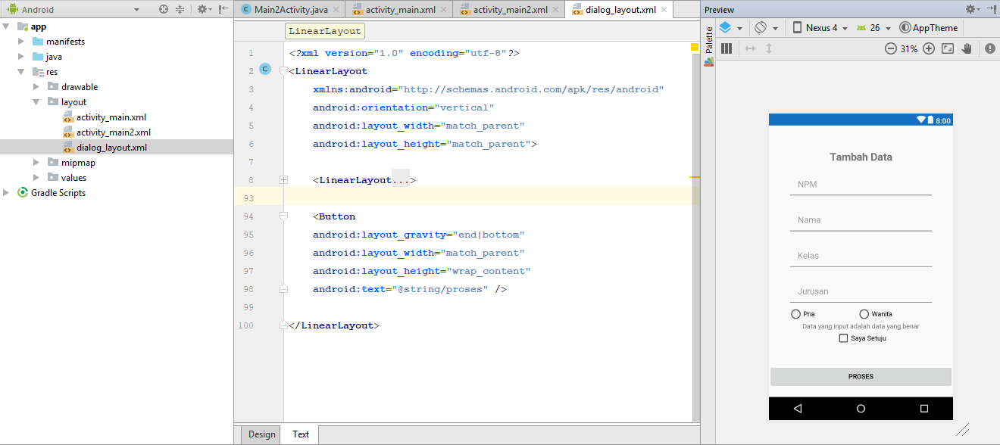 Android
Main2Activity.java
activity_main.xml
activity_main2.xml
dialog_layout.xml
Preview
app
manifests
java
res
drawable
layout
activity_main.xml
activity_main2.xml
dialog_layout.xml
mipmap
values
Gradle Scripts
LinearLayout
1 <?xml version="1.0" encoding="utf-8"?>
2 C <LinearLayout
3 xmlns:android="http://schemas.android.com/apk/res/android"
4 android:orientation="vertical"
5 android:layout_width="match_parent"
6 android:layout_height="match_parent">
7
8 <LinearLayout...>
93
94 <Button
95 android:layout_gravity="end|bottom"
96 android:layout_width="match_parent"
97 android:layout_height="wrap_content"
98 android:text="@string/proses" />
99
100 </LinearLayout>
Design Text
Palette
Nexus 4 26 AppTheme
31%
8:00
Tambah Data
NPM
Nama
Kelas
Jurusan
Pria Wanita
Data yang input adalah data yang benar
Saya Setuju
PROSES